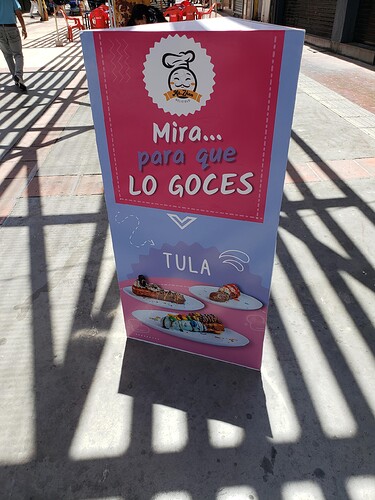 Mira...
para que
LO GOCES
TULA